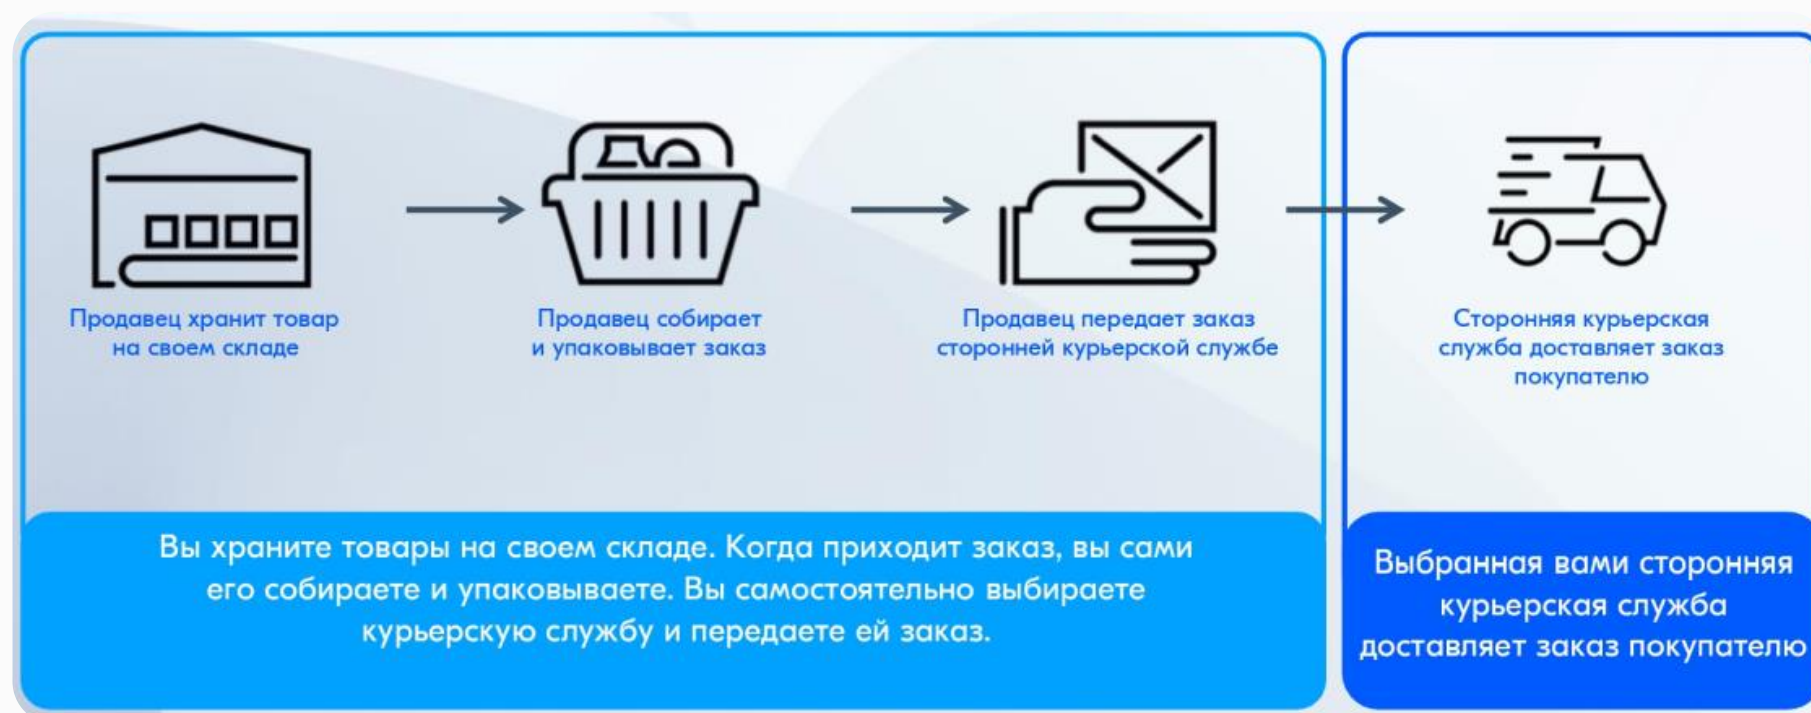 Продавец хранит товар
на своем складе
Продавец собирает
и упаковывает заказ
Продавец передает заказ
сторонней курьерской службе
Сторонняя курьерская
служба доставляет заказ
покупателю
Вы храните товары на своем складе. Когда приходит заказ, вы сами
его собираете и упаковываете. Вы самостоятельно выбираете
курьерскую службу и передаете ей заказ.
Выбранная вами сторонняя
курьерская служба
доставляет заказ покупателю